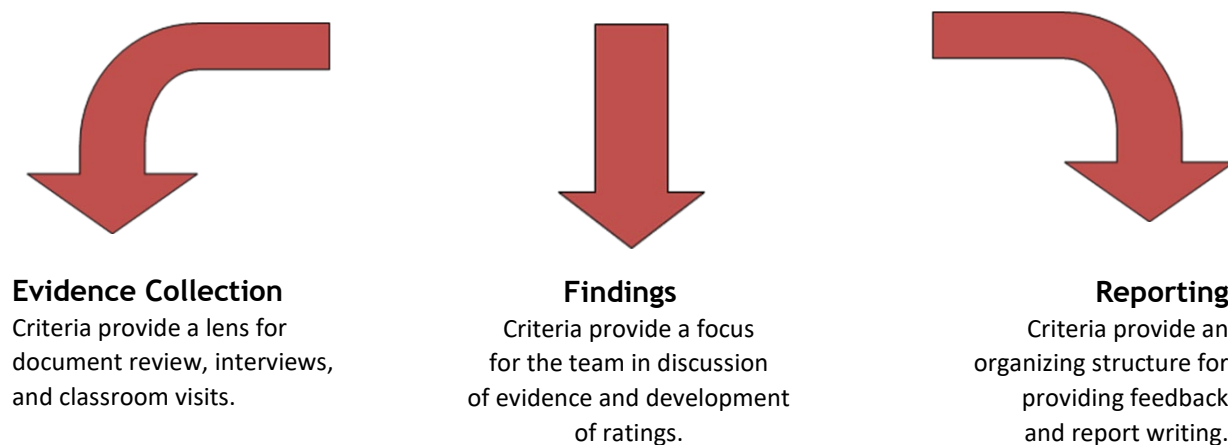 Evidence Collection
Criteria provide a lens for
document review, interviews,
and classroom visits.
Findings
Criteria provide a focus
for the team in discussion
of evidence and development
of ratings.
Reporting
Criteria provide an
organizing structure for
providing feedback
and report writing.